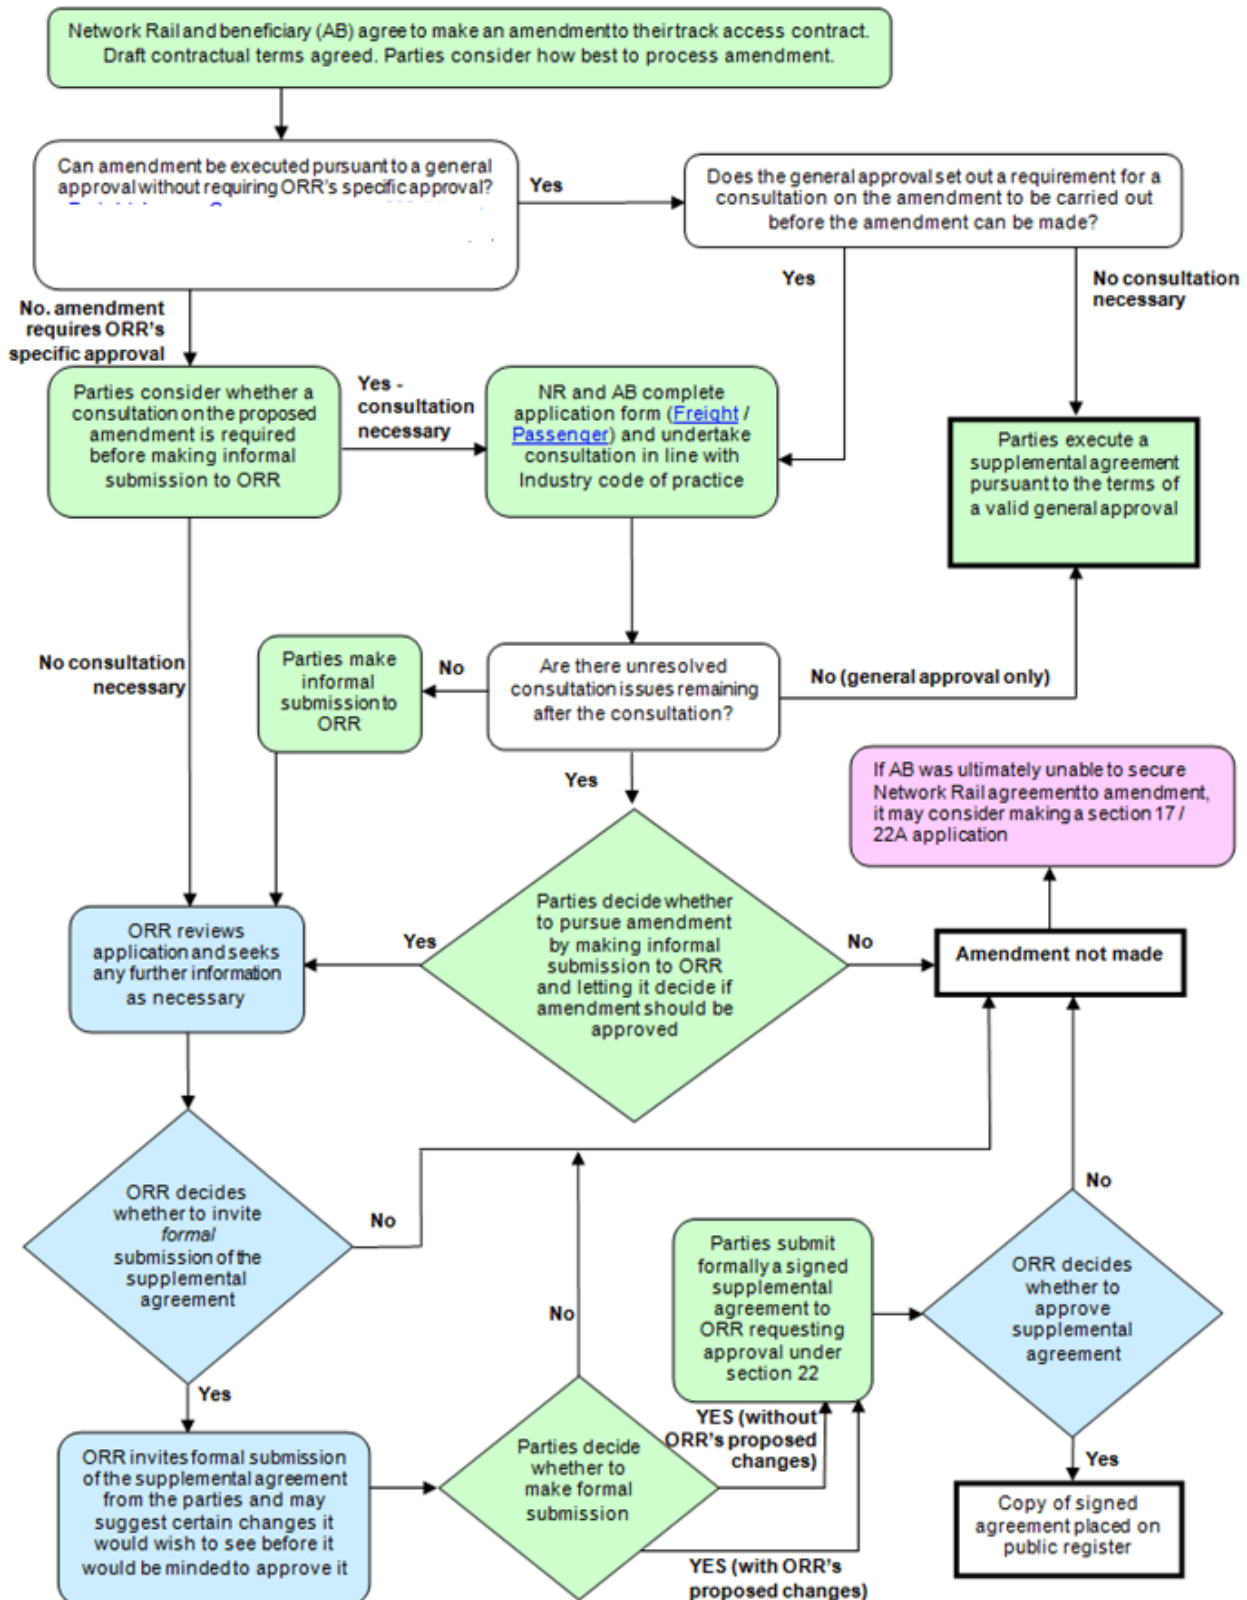 Network Rail and beneficiary (AB) agree to make an amendment to their track access contract.
Draft contractual terms agreed. Parties consider how best to process amendment.
Can amendment be executed pursuant to a general
approval without requiring ORR's specific approval?
Yes
Does the general approval set out a requirement for a
consultation on the amendment to be carried out
before the amendment can be made?
Yes
No consultation
necessary
No. amendment
requires ORR's
specific approval
Parties consider whether a
consultation on the proposed
amendment is required
before making informal
submission to ORR
Yes -
consultation
necessary
NR and AB complete
application form (Freight /
Passenger) and undertake
consultation in line with
Industry code of practice
Parties execute a
supplemental agreement
pursuant to the terms of
a valid general approval
No consultation
necessary
Parties make
informal
submission to
ORR
No
Are there unresolved
consultation issues remaining
after the consultation?
No (general approval only)
Yes
If AB was ultimately unable to secure
Network Rail agreement to amendment,
it may consider making a section 17 /
22A application
ORR reviews
application and seeks
any further information
as necessary
Yes
Parties decide whether
to pursue amendment
by making informal
submission to ORR
and letting it decide if
amendment should be
approved
No
Amendment not made
ORR decides
whether to invite
formal
submission of the
supplemental
agreement
No
No
Parties submit
formally a signed
supplemental
agreement to
ORR requesting
approval under
section 22
No
ORR decides
whether to
approve
supplemental
agreement
Yes
ORR invites formal submission
of the supplemental agreement
from the parties and may
suggest certain changes it
would wish to see before it
would be minded to approve it
Parties decide
whether to
make formal
submission
YES (without
ORR's proposed
changes)
YES (with ORR's
proposed changes)
Yes
Copy of signed
agreement placed on
public register